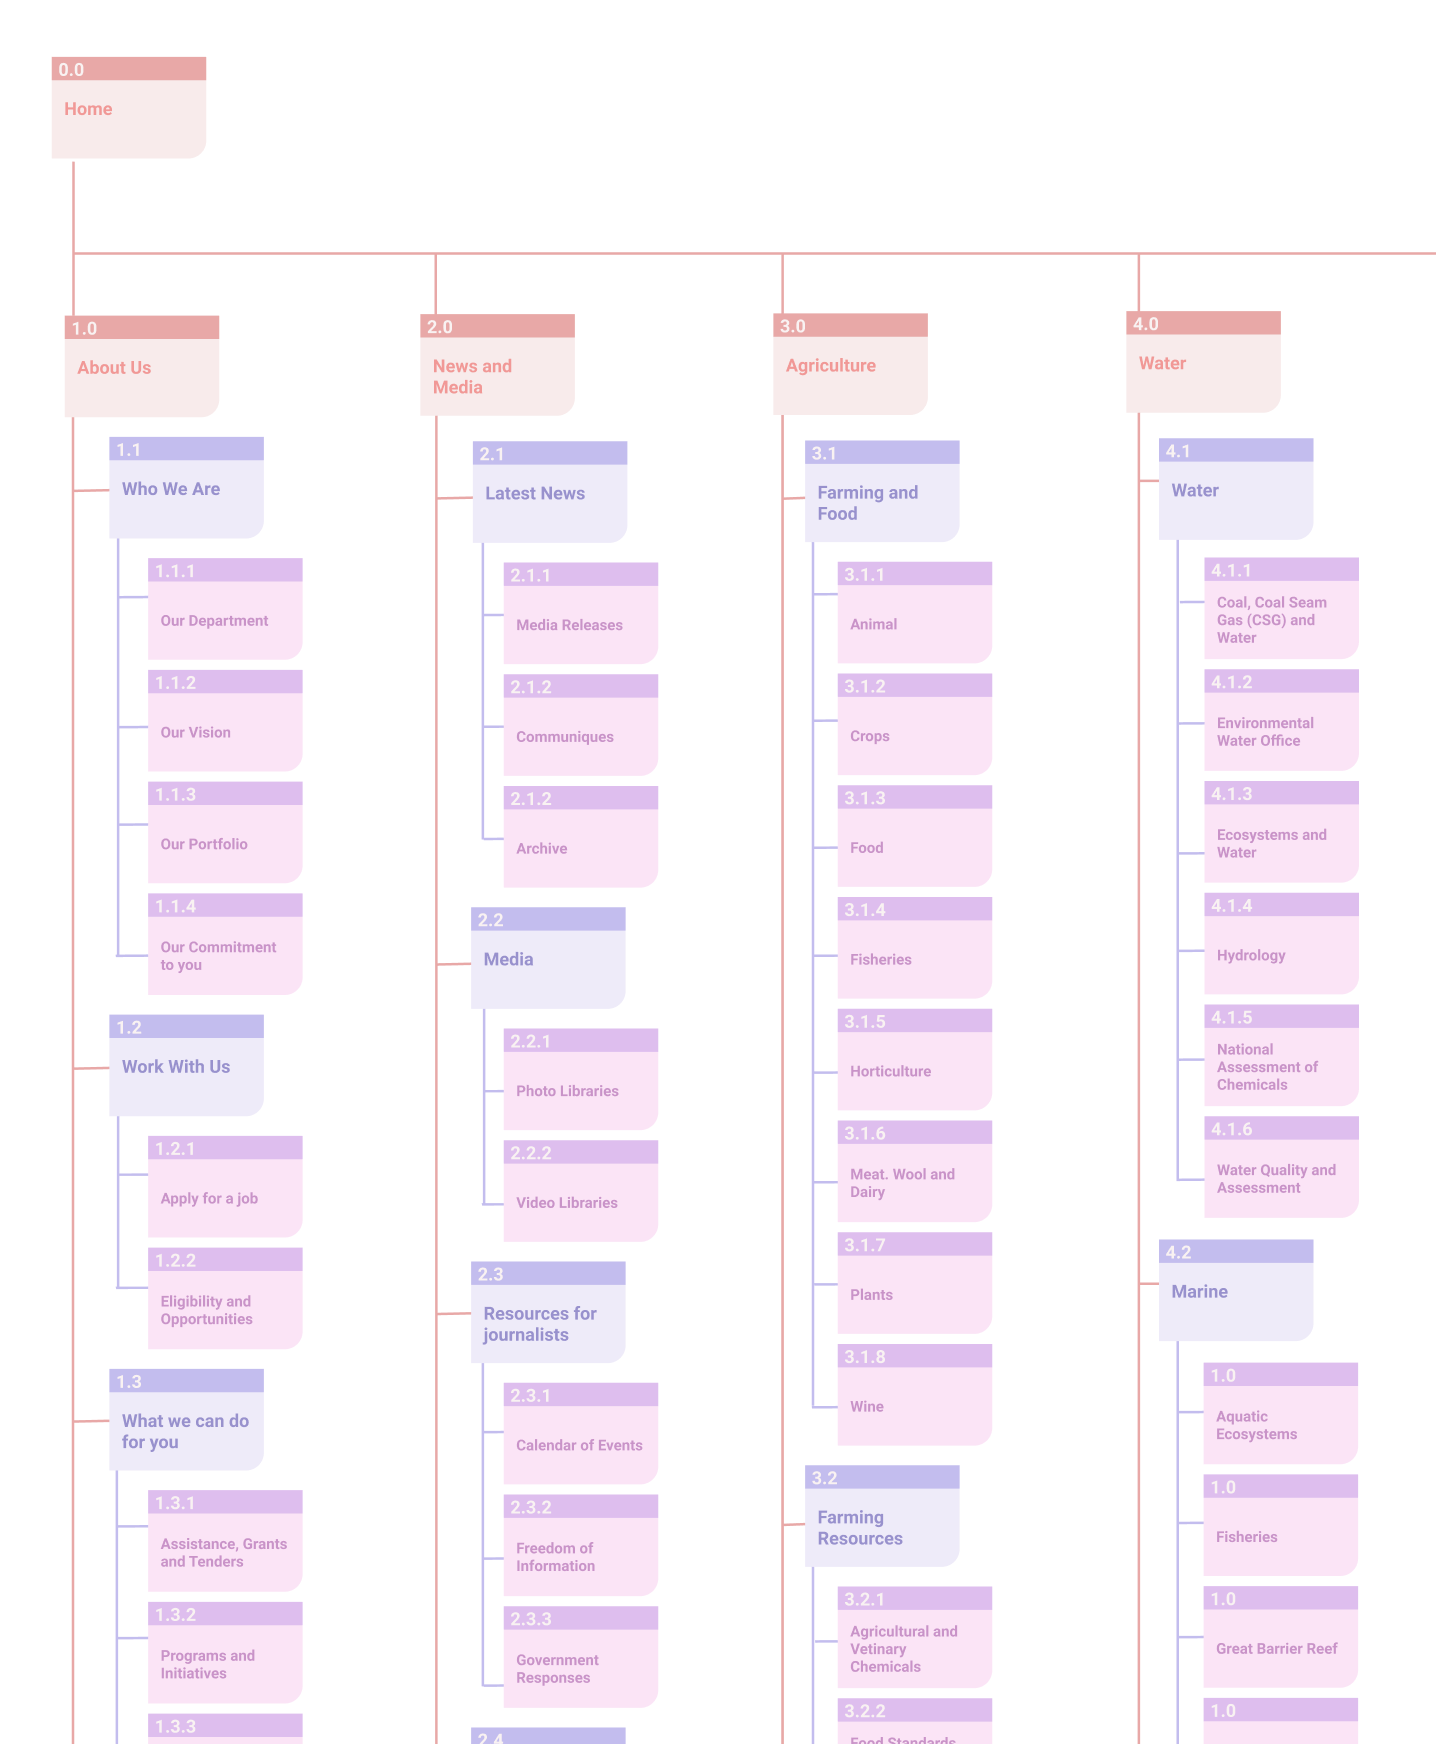 0.0
Home
1.0
About Us
1.1
Who We Are
1.1.1
Our Department
1.1.2
Our Vision
1.1.3
Our Portfolio
1.1.4
Our Commitment
to you
1.2
Work With Us
1.2.1
Apply for a job
1.2.2
Eligibility and
Opportunities
1.3
What we can do
for you
1.3.1
Assistance, Grants
and Tenders
1.3.2
Programs and
Initiatives
1.3.3
2.0
News and
Media
2.1
Latest News
2.1.1
Media Releases
2.1.2
Communiques
2.1.2
Archive
2.2
Media
2.2.1
Photo Libraries
2.2.2
Video Libraries
2.3
Resources for
journalists
2.3.1
Calendar of Events
2.3.2
Freedom of
Information
2.3.3
Government
Responses
2.4
3.0
Agriculture
3.1
Farming and
Food
3.1.1
Animal
3.1.2
Crops
3.1.3
Food
3.1.4
Fisheries
3.1.5
Horticulture
3.1.6
Meat. Wool and
Dairy
3.1.7
Plants
3.1.8
Wine
3.2
Farming
Resources
3.2.1
Agricultural and
Vetinary
Chemicals
3.2.2
Food Standards
4.0
Water
4.1
Water
4.1.1
Coal, Coal Seam
Gas (CSG) and
Water
4.1.2
Environmental
Water Office
4.1.3
Ecosystems and
Water
4.1.4
Hydrology
4.1.5
National
Assessment of
Chemicals
4.1.6
Water Quality and
Assessment
4.2
Marine
1.0
Aquatic
Ecosystems
1.0
Fisheries
1.0
Great Barrier Reef
1.0